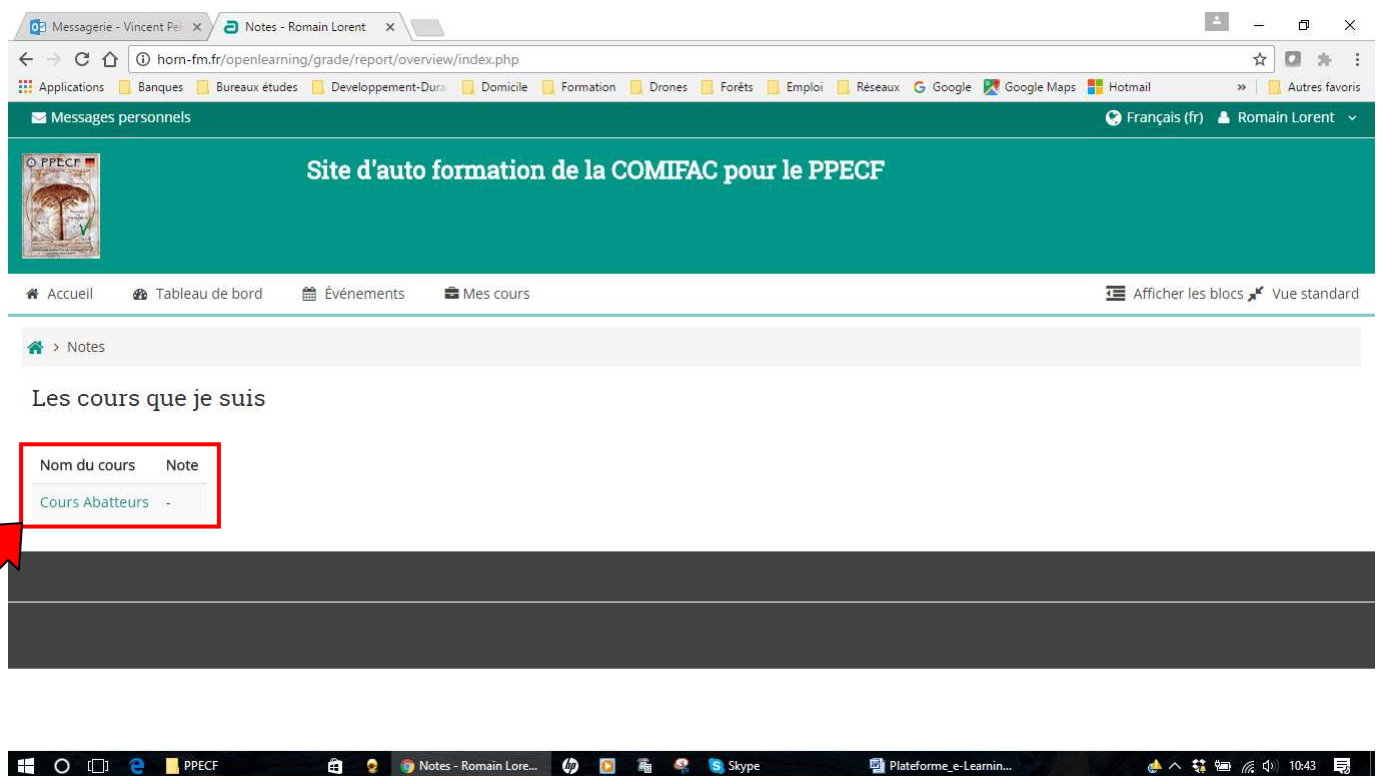 Messagerie - Vincent Pel
Notes - Romain Lorent
horn-fm.fr/openlearning/grade/report/overview/index.php
Applications Banques Bureaux études Developpement-Dura Domicile Formation Drones Forêts Emploi Réseaux Google Google Maps Hotmail » Autres favoris
Messages personnels Français (fr) Romain Lorent
PPECF
Site d'auto formation de la COMIFAC pour le PPECF
Accueil Tableau de bord Événements Mes cours Afficher les blocs Vue standard
> Notes
Les cours que je suis
Nom du cours Note
Cours Abatteurs -
PPECF Notes - Romain Lore... Skype Plateforme_e-Learnin... 10:43